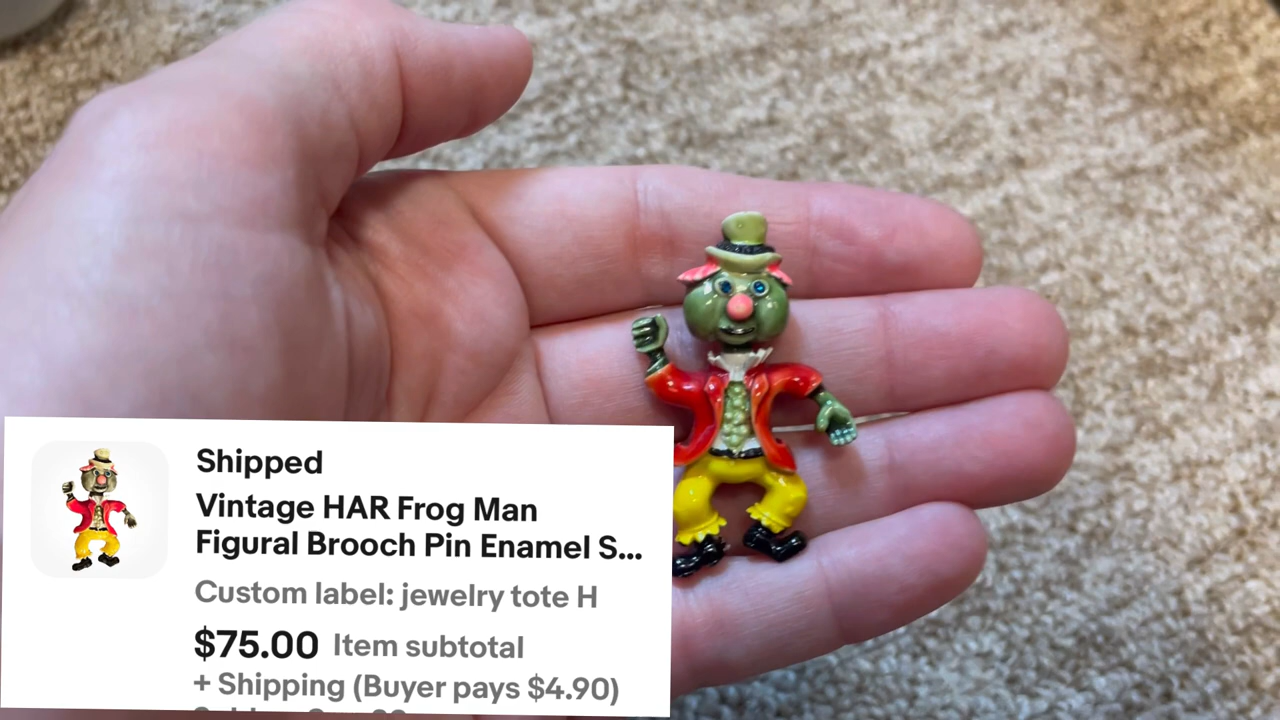 Shipped
Vintage HAR Frog Man
Figural Brooch Pin Enamel S...
Custom label: jewelry tote H
$75.00 Item subtotal
+ Shipping (Buyer pays $4.90)